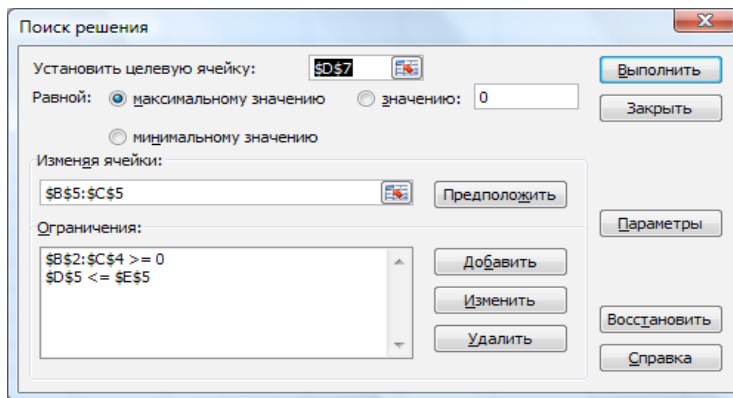 Поиск решения
Установить целевую ячейку: $D$7
Выполнить
Равной: максимальному значению значению: 0
Закрыть
минимальному значению
Изменяя ячейки:
$B$5:$C$5
Предположить
Ограничения:
Параметры
$B$2:$C$4 >= 0
$D$5 <= $E$5
Добавить
Изменить
Удалить
Восстановить
Справка